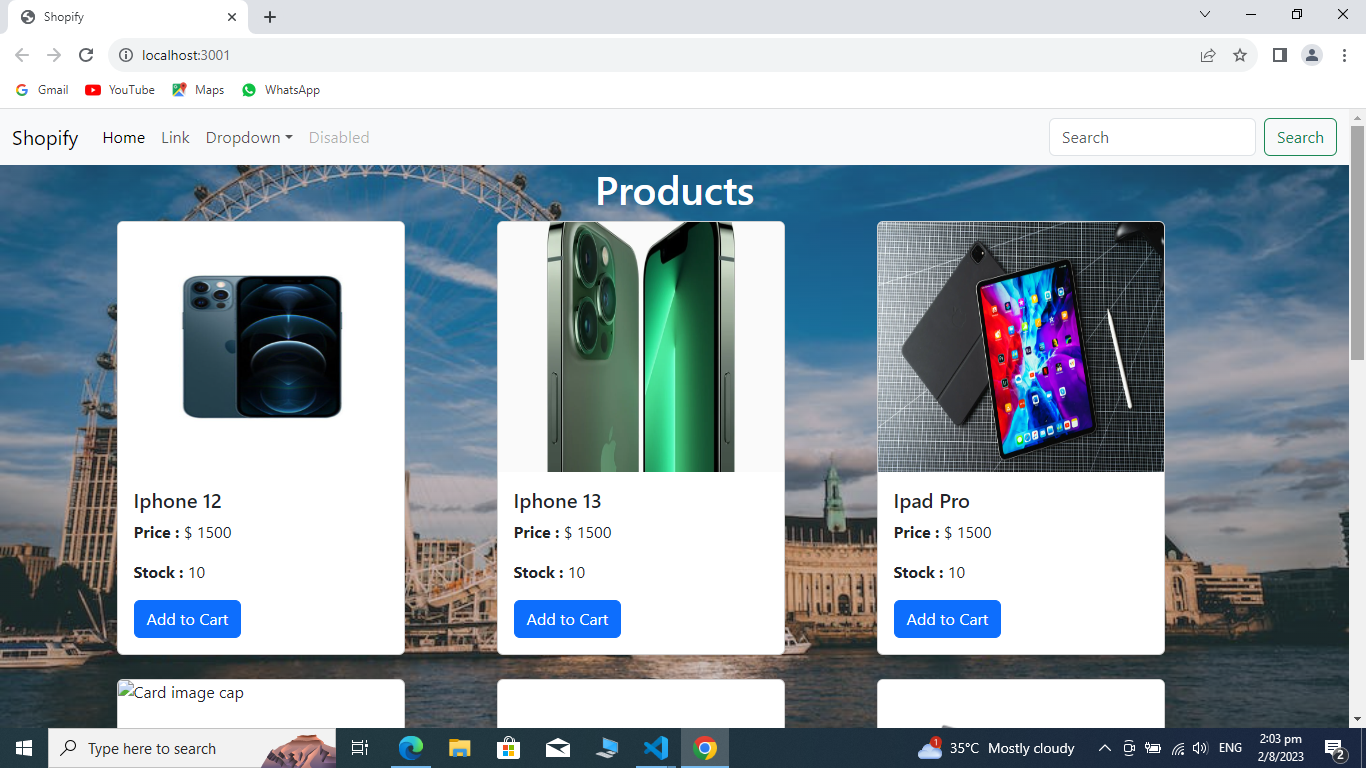 Shopify
localhost:3001
Gmail YouTube Maps WhatsApp
Shopify Home Link Dropdown Disabled Search Search
Products
Iphone 12
Price : $ 1500
Stock : 10
Add to Cart
Iphone 13
Price : $ 1500
Stock : 10
Add to Cart
Ipad Pro
Price : $ 1500
Stock : 10
Add to Cart
Card image cap
Type here to search
1
35°C Mostly cloudy
ENG
2:03 pm
2/8/2023
2